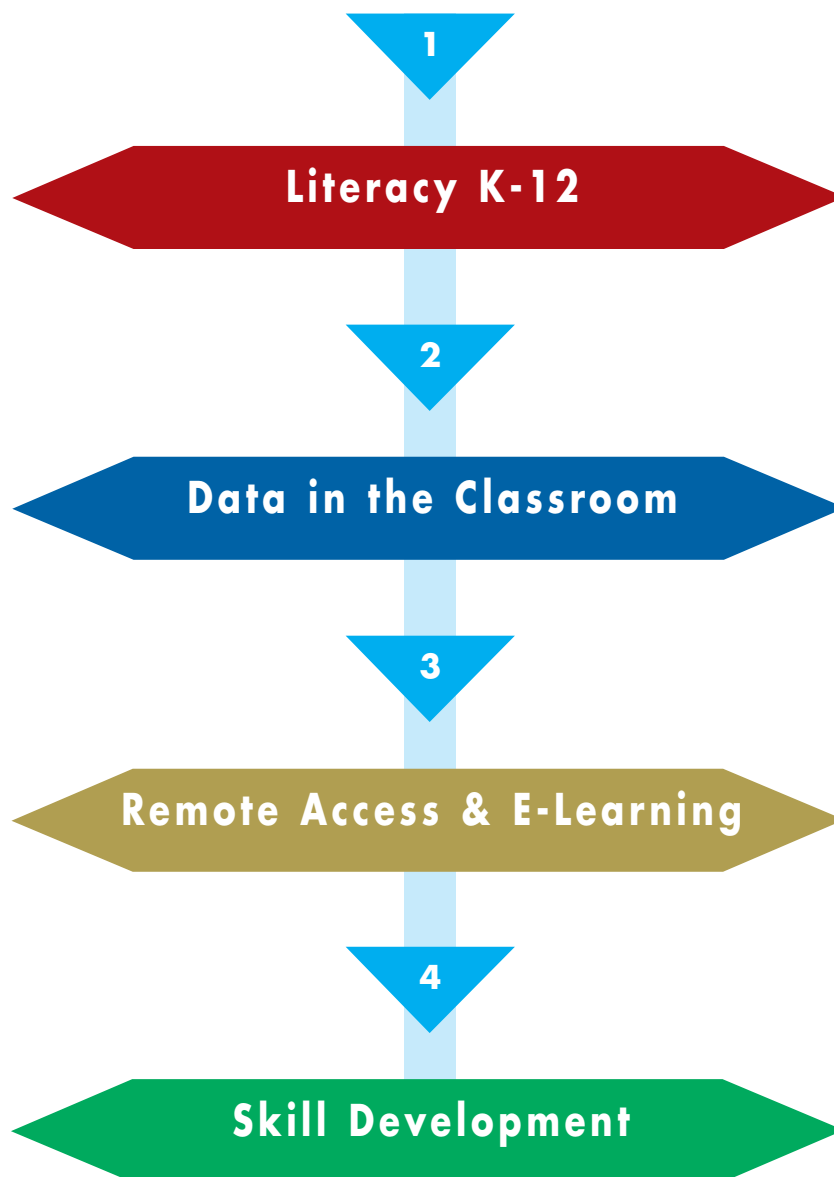 1
Literacy K-12
2
Data in the Classroom
3
Remote Access & E-Learning
4
Skill Development